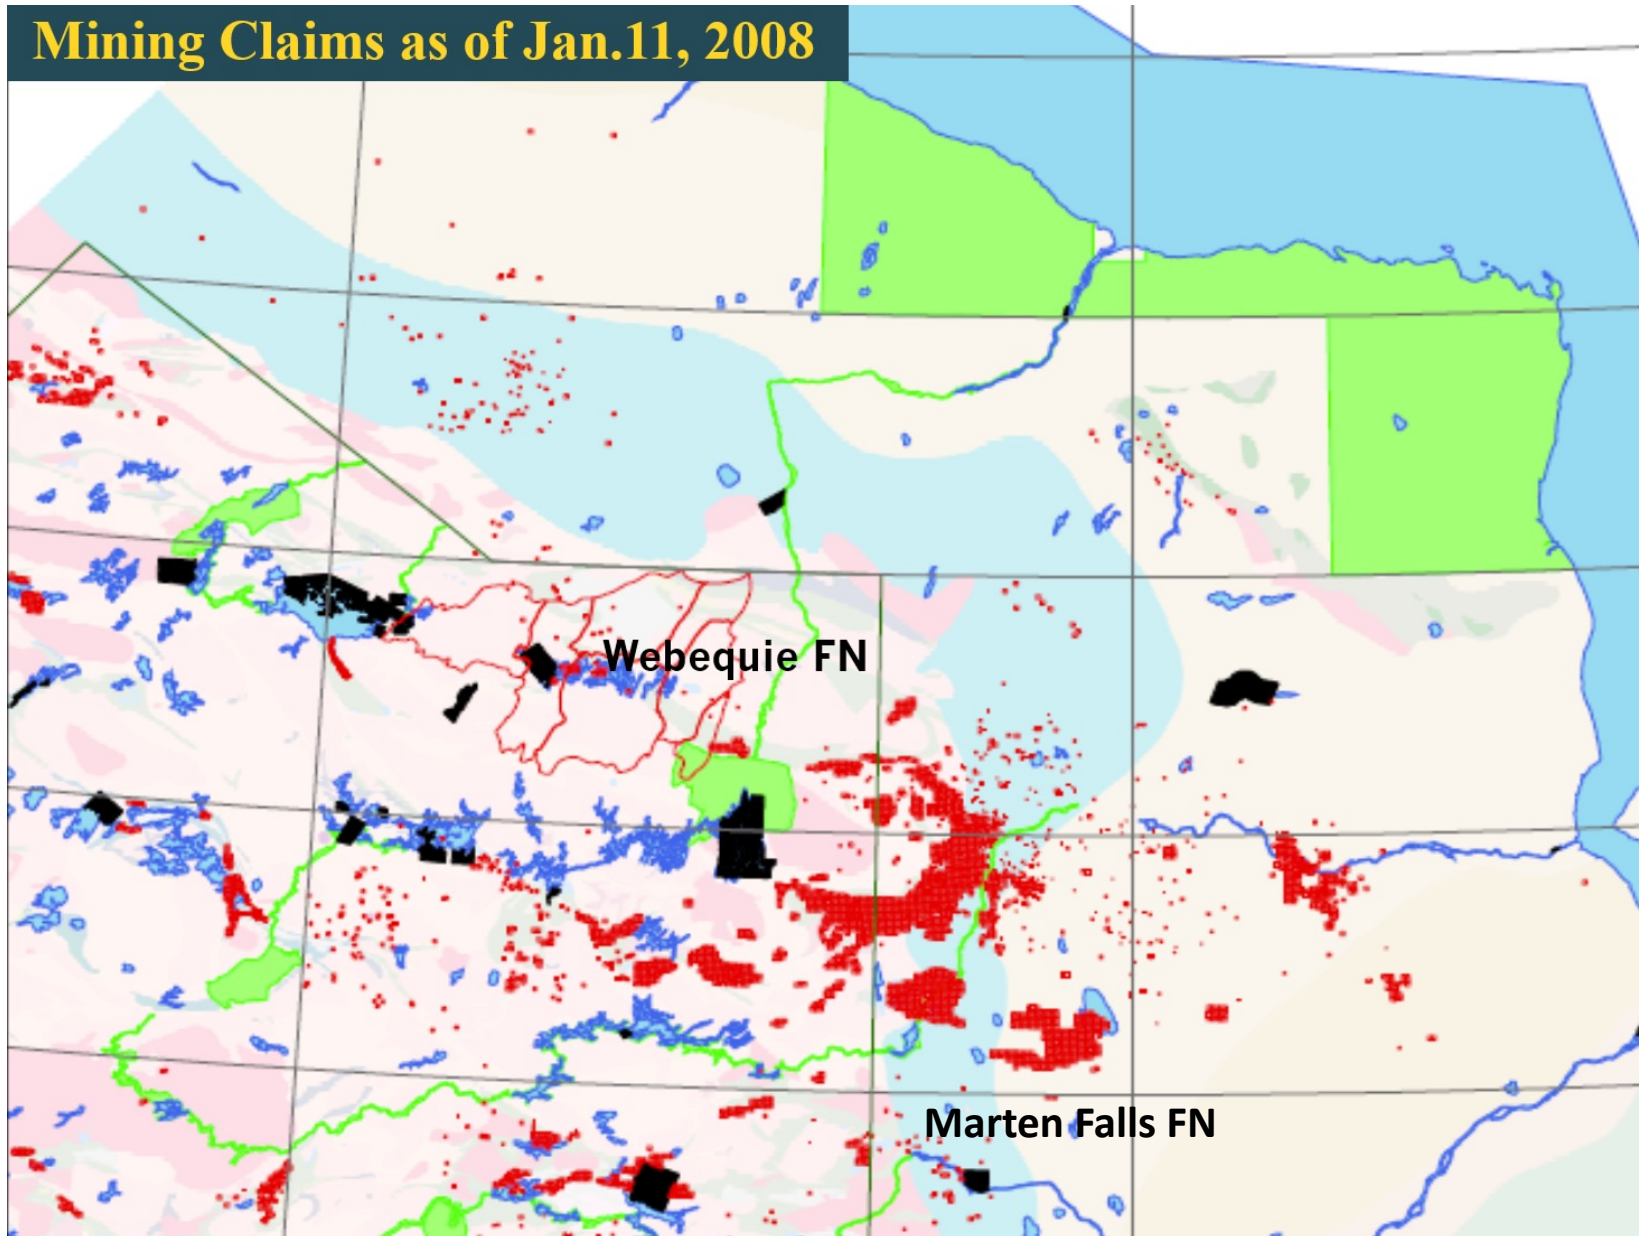 Mining Claims as of Jan.11, 2008
Webequie FN
Marten Falls FN